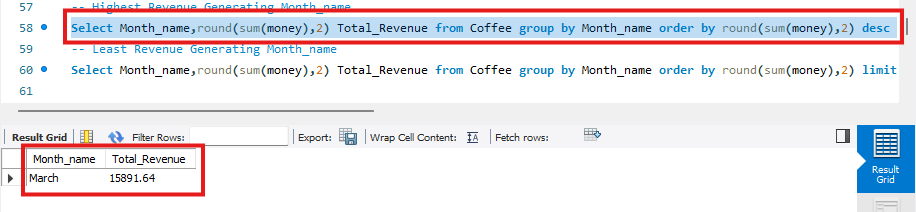 57 -- Highest Revenue Generating Month_name
58 Select Month_name,round(sum(money),2) Total_Revenue from Coffee group by Month_name order by round(sum(money),2) desc
59 -- Least Revenue Generating Month_name
60 Select Month_name,round(sum(money),2) Total_Revenue from Coffee group by Month_name order by round(sum(money),2) limit
61
Result Grid Filter Rows: Export: Wrap Cell Content: IA Fetch rows:
Month_name Total_Revenue
March 15891.64
Result
Grid